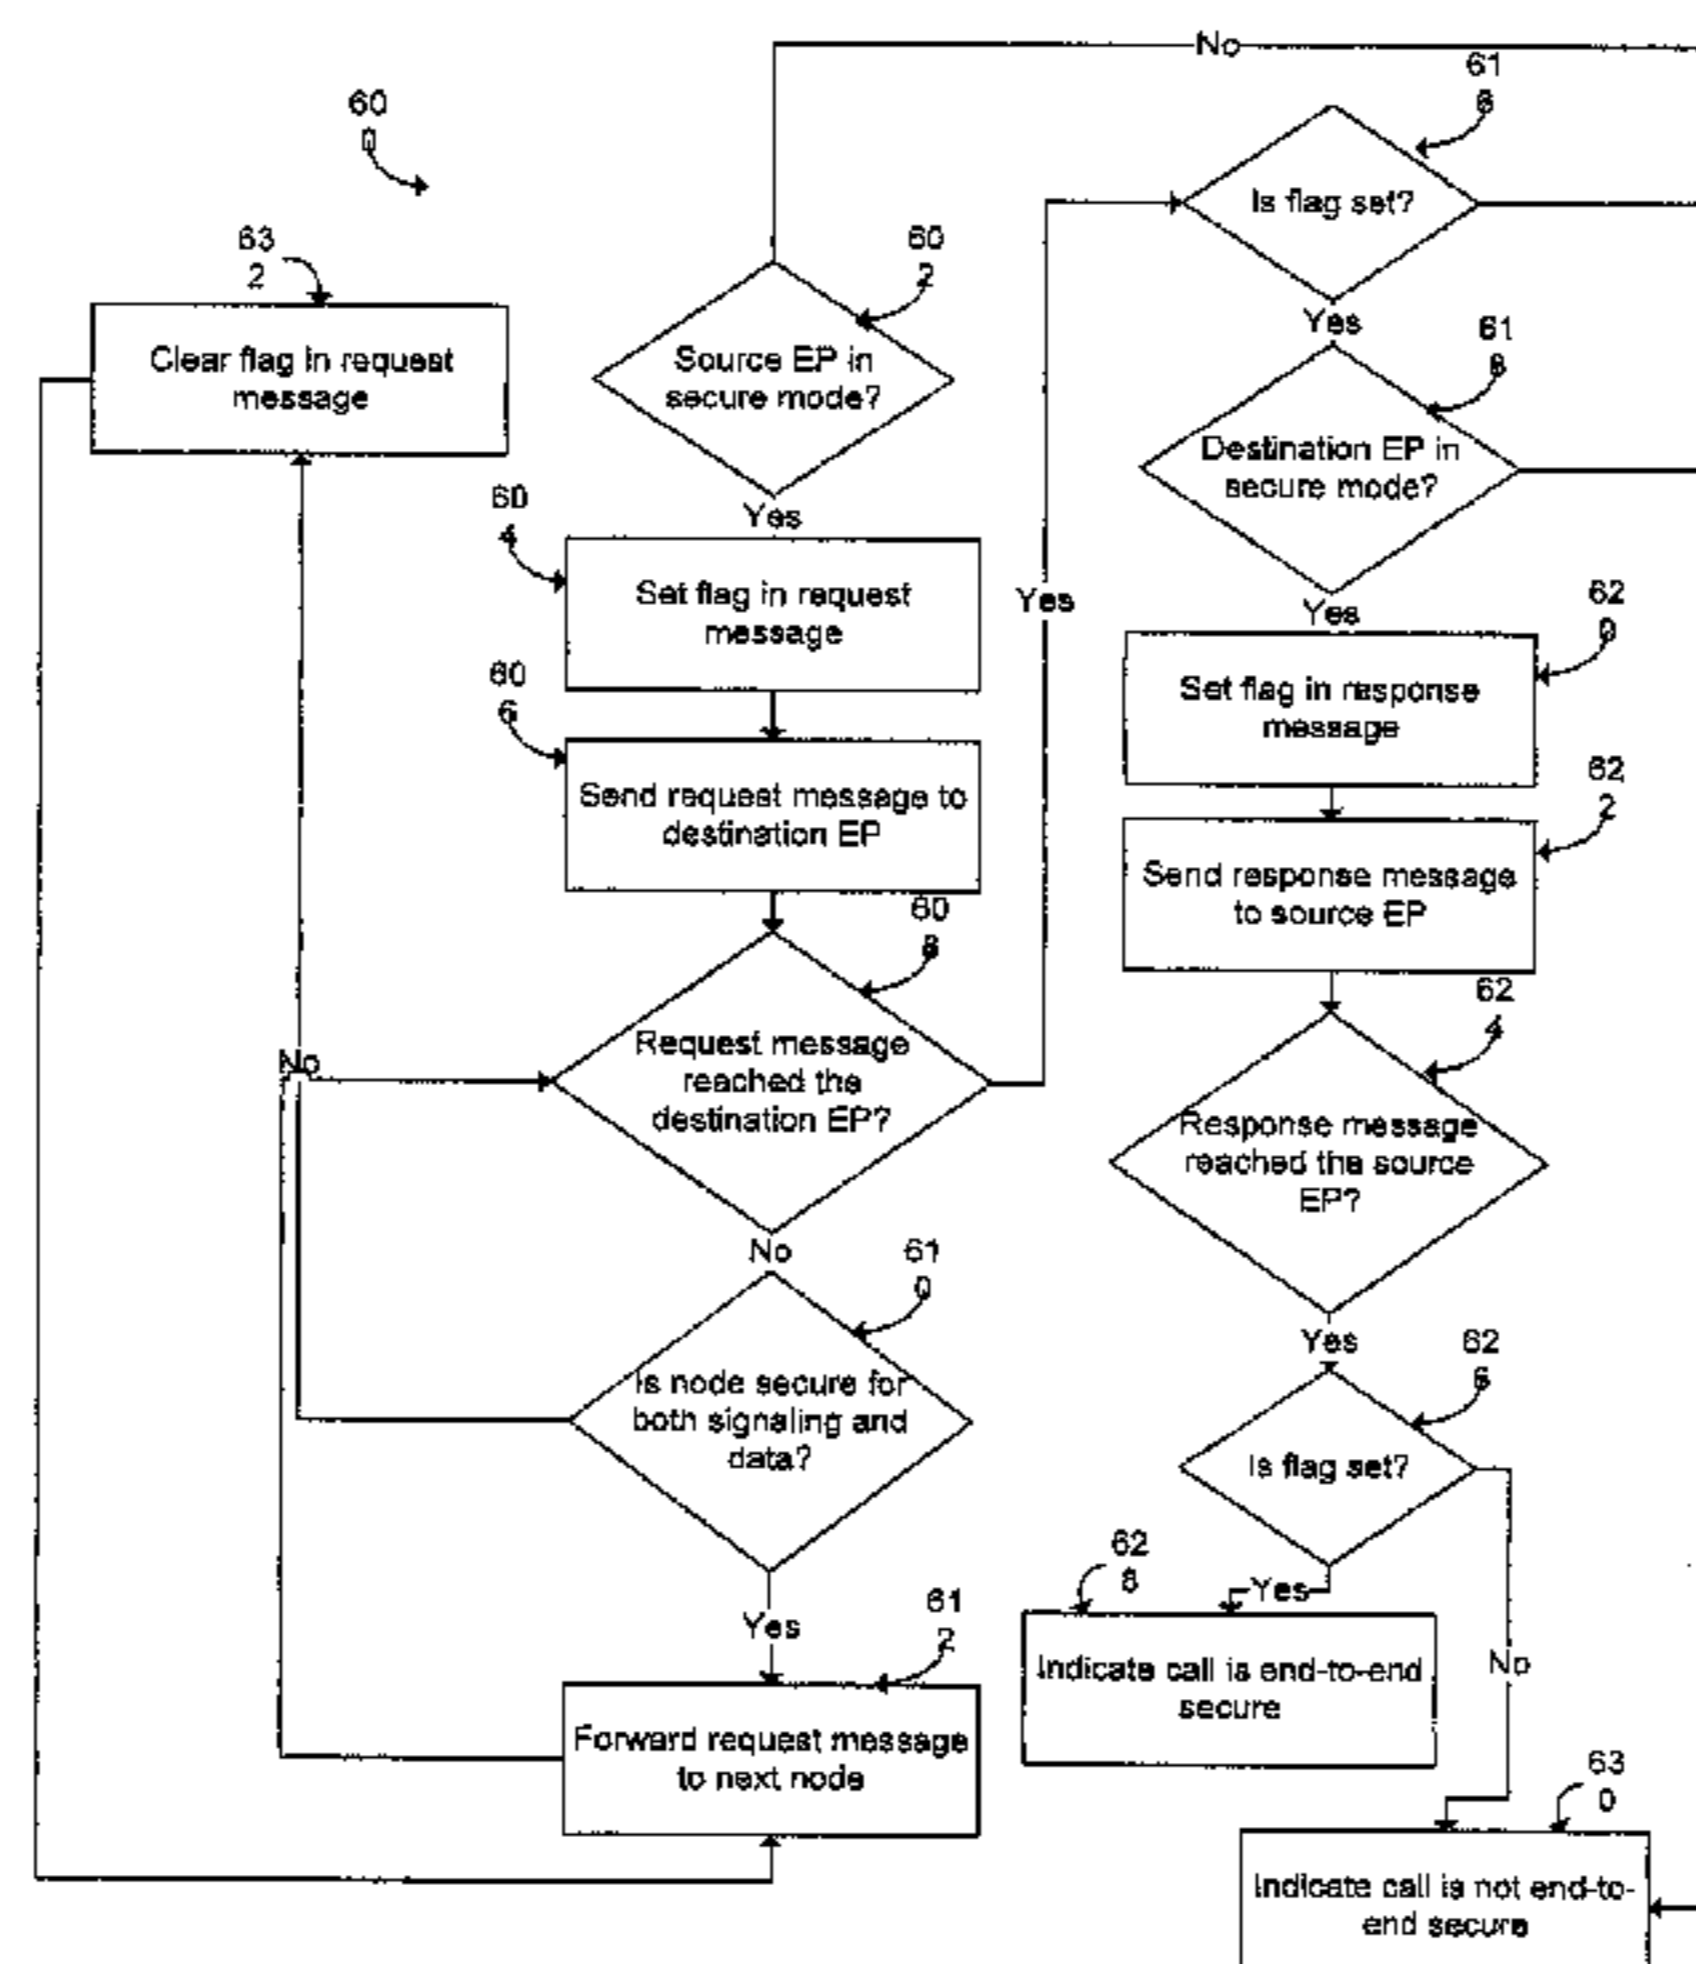 No
61
6
60
0
Is flag set?
63
2
60
2
Yes
61
8
Clear flag in request
message
Source EP in
secure mode?
Destination EP in
secure mode?
60
4
Yes
Set flag in request
message
Yes
Yes
62
0
Set flag in response
message
60
6
Send request message to
destination EP
62
2
Send response message
to source EP
60
8
62
4
No
Request message
reached the
destination EP?
Response message
reached the source
EP?
No
61
0
Yes
62
6
Is node secure for
both signaling and
data?
Is flag set?
62
8
Yes
61
2
Yes
Indicate call is end-to-end
secure
No
Forward request message
to next node
63
0
Indicate call is not end-to-
end secure